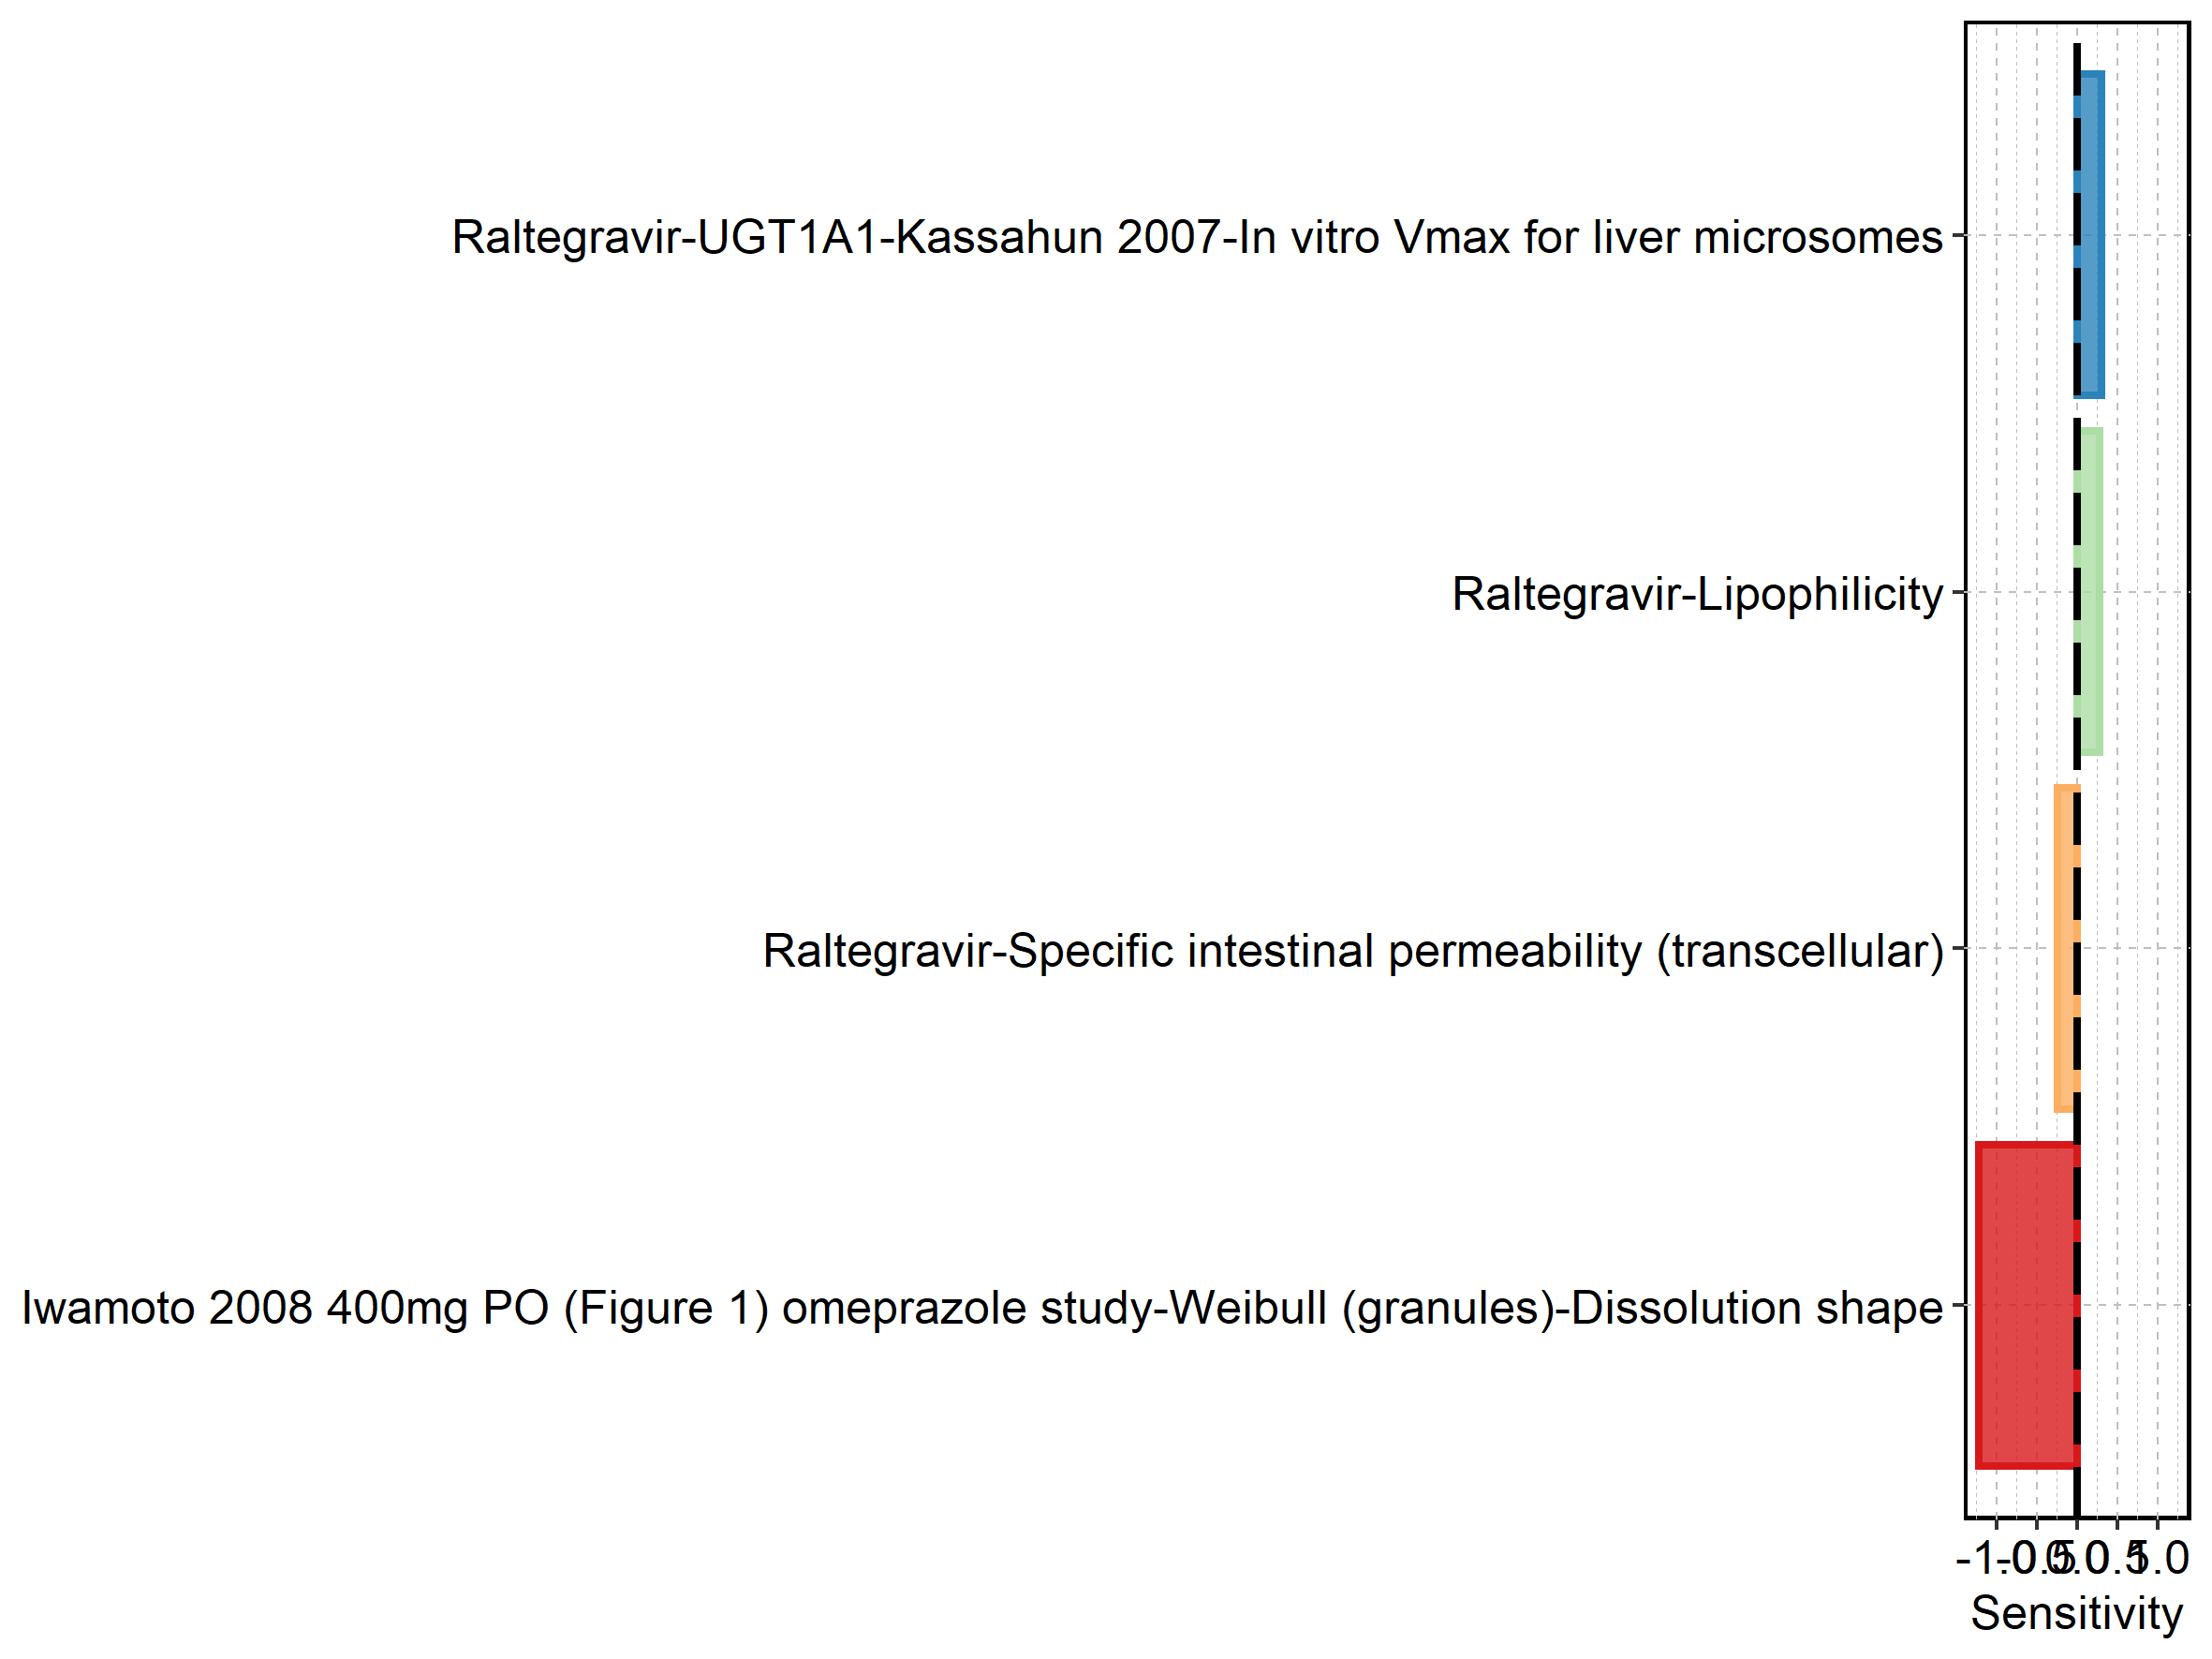 Raltegravir-UGT1A1-Kassahun 2007-In vitro Vmax for liver microsomes
Raltegravir-Lipophilicity
Raltegravir-Specific intestinal permeability (transcellular)
Iwamoto 2008 400mg PO (Figure 1) omeprazole study-Weibull (granules)-Dissolution shape
-1.0 -0.5 0.0 0.5 1.0
Sensitivity